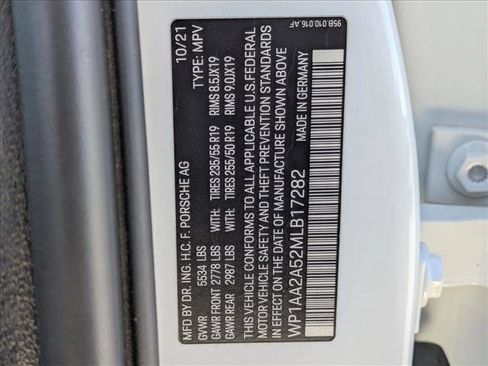 95B.010.016.AF
MFD BY DR. ING. H.C. F. PORSCHE AG 10/21
GVWR 5534 LBS TYPE: MPV
GAWR FRONT 2778 LBS WITH: TIRES 235/55 R19 RIMS 8.5JX19
GAWR REAR 2987 LBS WITH: TIRES 255/50 R19 RIMS 9.0JX19
THIS VEHICLE CONFORMS TO ALL APPLICABLE U.S.FEDERAL
MOTOR VEHICLE SAFETY AND THEFT PREVENTION STANDARDS
IN EFFECT ON THE DATE OF MANUFACTURE SHOWN ABOVE
WP1AA2A52MLB17282 MADE IN GERMANY